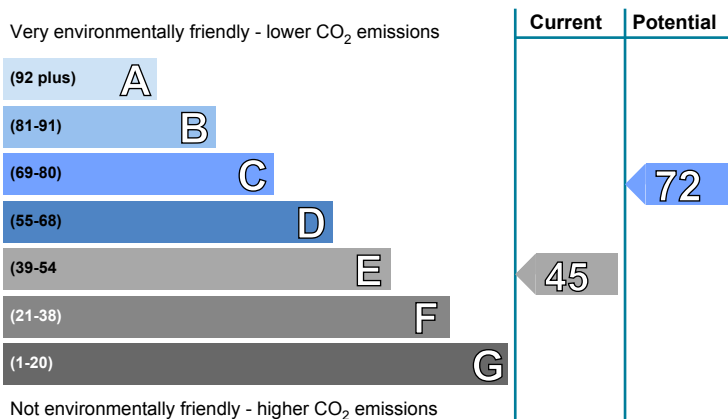 Current Potential
Very environmentally friendly - lower CO2 emissions
(92 plus) A
(81-91) B
(69-80) C
72
(55-68) D
(39-54 E
45
(21-38) F
(1-20) G
Not environmentally friendly - higher CO2 emissions